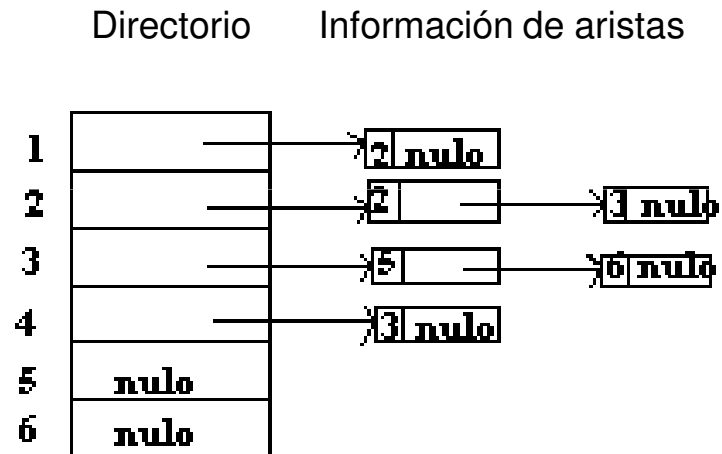 Directorio Información de aristas
1 2 nulo
2 2 3 nulo
3 5 6 nulo
4 3 nulo
5 nulo
6 nulo